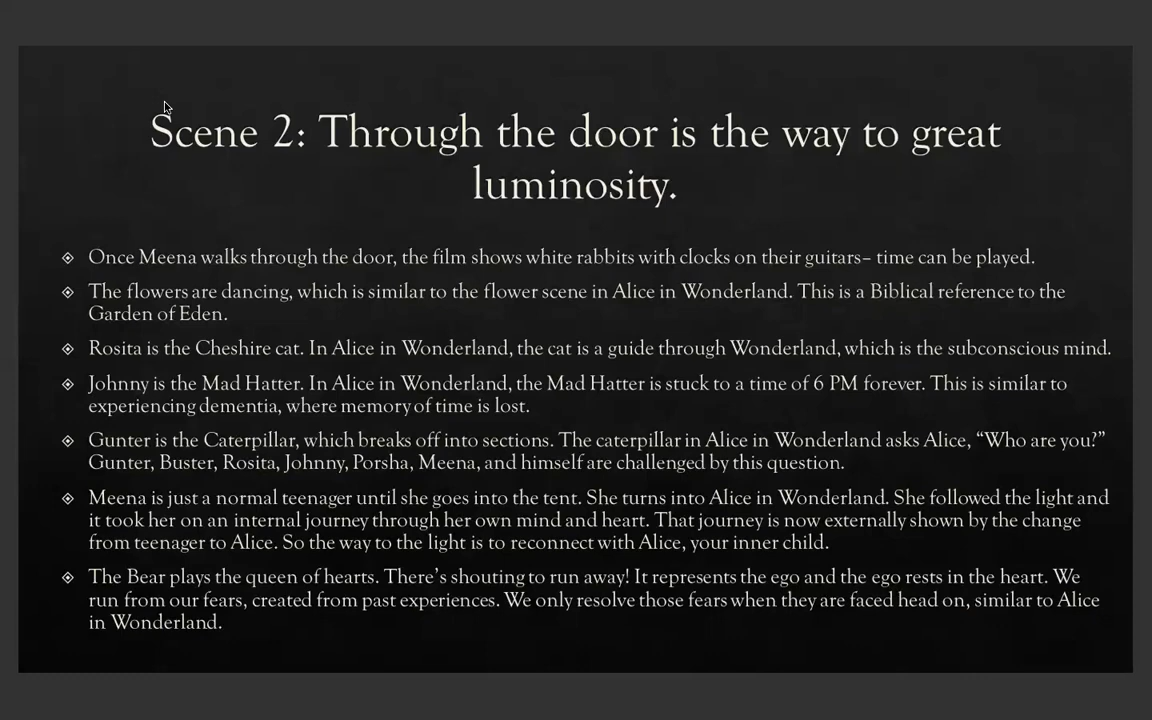 Scene 2: Through the door is the way to great
luminosity.
Once Meena walks through the door, the film shows white rabbits with clocks on their guitars– time can be played.
The flowers are dancing, which is similar to the flower scene in Alice in Wonderland. This is a Biblical reference to the
Garden of Eden.
Rosita is the Cheshire cat. In Alice in Wonderland, the cat is a guide through Wonderland, which is the subconscious mind.
Johnny is the Mad Hatter. In Alice in Wonderland, the Mad Hatter is stuck to a time of 6 PM forever. This is similar to
experiencing dementia, where memory of time is lost.
Gunter is the Caterpillar, which breaks off into sections. The caterpillar in Alice in Wonderland asks Alice, “Who are you?”
Gunter, Buster, Rosita, Johnny, Porsha, Meena, and himself are challenged by this question.
Meena is just a normal teenager until she goes into the tent. She turns into Alice in Wonderland. She followed the light and
it took her on an internal journey through her own mind and heart. That journey is now externally shown by the change
from teenager to Alice. So the way to the light is to reconnect with Alice, your inner child.
The Bear plays the queen of hearts. There’s shouting to run away! It represents the ego and the ego rests in the heart. We
run from our fears, created from past experiences. We only resolve those fears when they are faced head on, similar to Alice
in Wonderland.